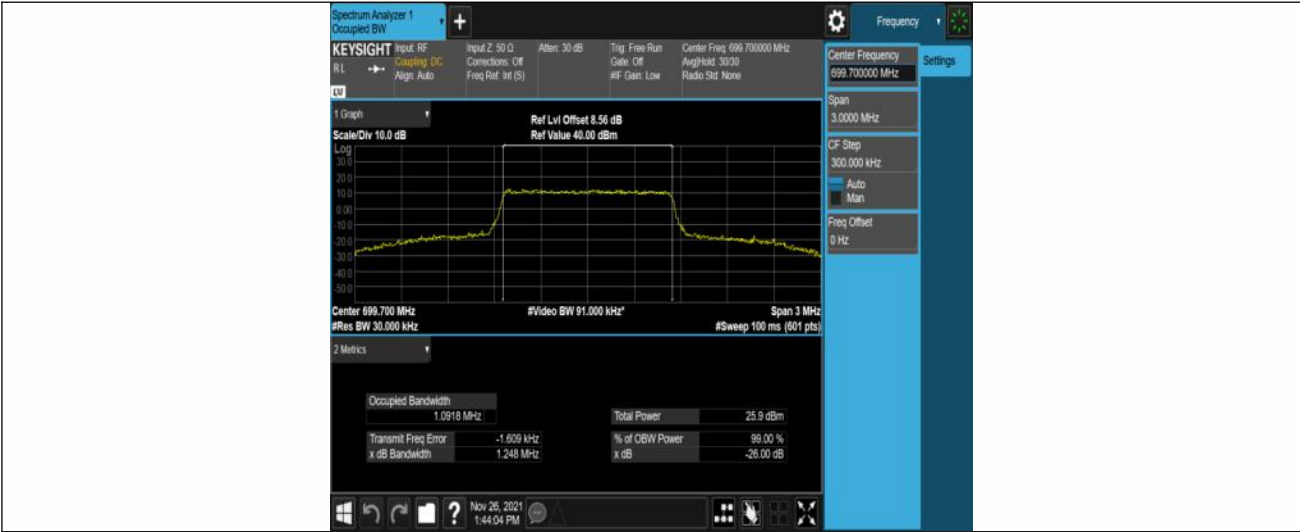 Spectrum Analyzer 1
Occupied BW
+
Frequency
KEYSIGHT
RL
Input: RF
Coupling: DC
Align: Auto
Input Z: 50 Ω
Corrections: Off
Freq Ref: Int (S)
Atten: 30 dB
Trig: Free Run
Gate: Off
#IF Gain: Low
Center Freq: 699.700000 MHz
Avg|Hold: 30/30
Radio Std: None
LV
Center Frequency
699.700000 MHz
Settings
Span
3.0000 MHz
CF Step
300.000 kHz
Auto
Man
Freq Offset
0 Hz
1 Graph
Scale/Div 10.0 dB
Ref Lvl Offset 8.56 dB
Ref Value 40.00 dBm
Log
30.0
20.0
10.0
0.00
-10.0
-20.0
-30.0
-40.0
-50.0
Center 699.700 MHz
#Video BW 91.000 kHz*
Span 3 MHz
#Res BW 30.000 kHz
#Sweep 100 ms (601 pts)
2 Metrics
Occupied Bandwidth
1.0918 MHz
Total Power 25.9 dBm
Transmit Freq Error -1.609 kHz
% of OBW Power 99.00 %
x dB Bandwidth 1.248 MHz
x dB -26.00 dB
?
Nov 26, 2021
1:44:04 PM